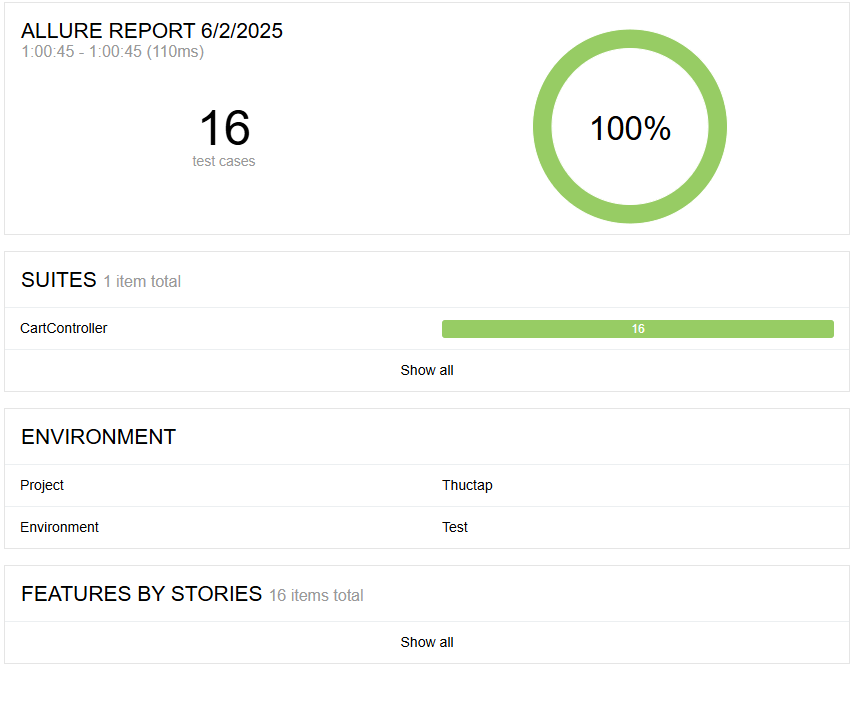 ALLURE REPORT 6/2/2025
1:00:45 - 1:00:45 (110ms)
16
test cases
100%
SUITES 1 item total
CartController 16
Show all
ENVIRONMENT
Project Thuctap
Environment Test
FEATURES BY STORIES 16 items total
Show all